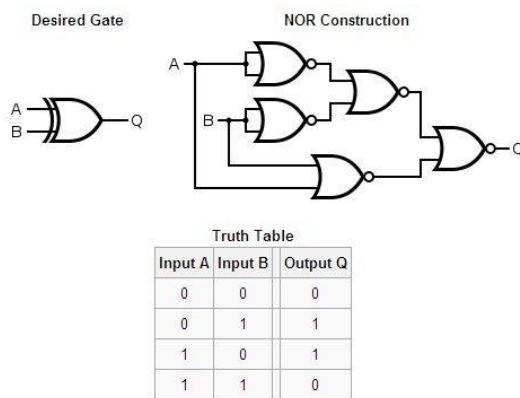 Desired Gate
NOR Construction
A
B
Q
A
B
Q
Truth Table
Input A Input B Output Q
0 0 0
0 1 1
1 0 1
1 1 0